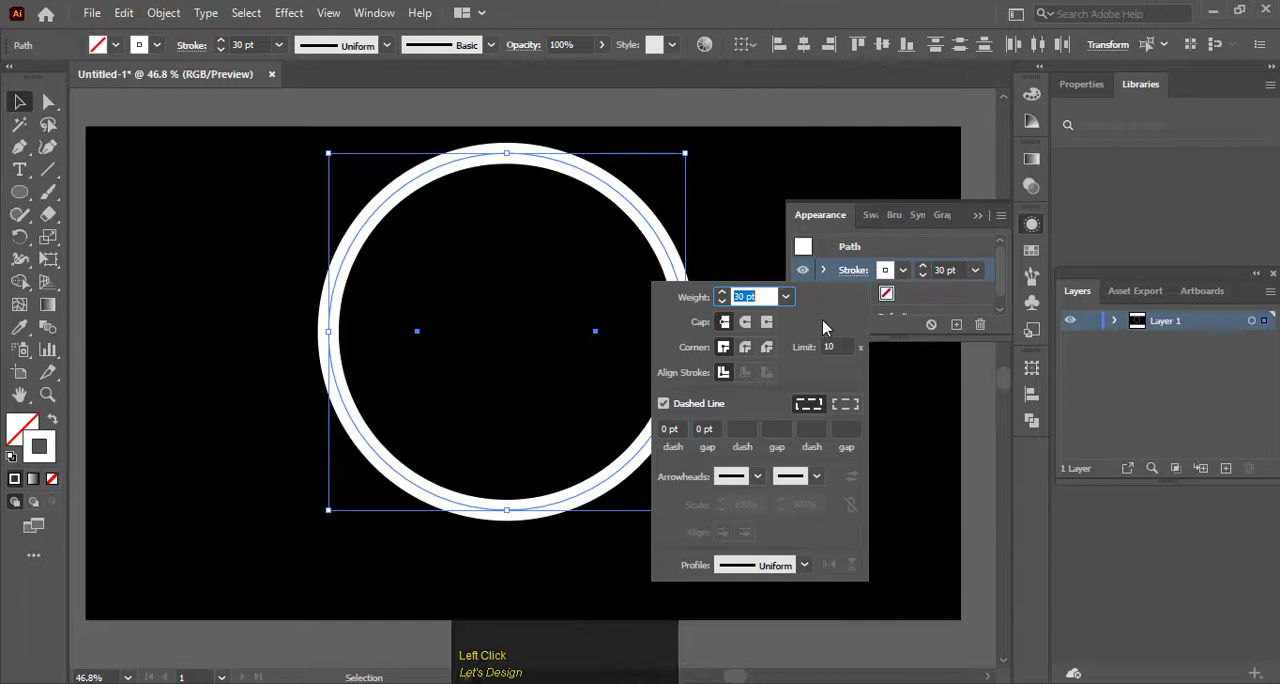 Ai File Edit Object Type Select Effect View Window Help Search Adobe Help
Path Stroke: 30 pt Uniform Basic Opacity: 100% Style: Transform
Untitled-1* @ 46.8 % (RGB/Preview) ×
Properties Libraries
Appearance Swa Bru Syn Gra
Path
Stroke: 30 pt
Weight: 30 pt
Cap:
Corner: Limit: 10 x
Align Stroke:
Dashed Line
0 pt 0 pt
dash gap dash gap dash gap
Arrowheads:
Scale: 100% 100%
Align:
Profile: Uniform
Layers Asset Export Artboards
Layer 1
1 Layer
Left Click
Let's Design
46.8% 1 Selection